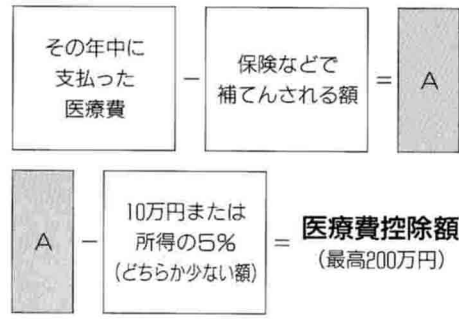 その年中に
支払った
医療費
−
保険などで
補てんされる額
=
A
A
−
10万円または
所得の5%
(どちらか少ない額)
=
医療費控除額
(最高200万円)